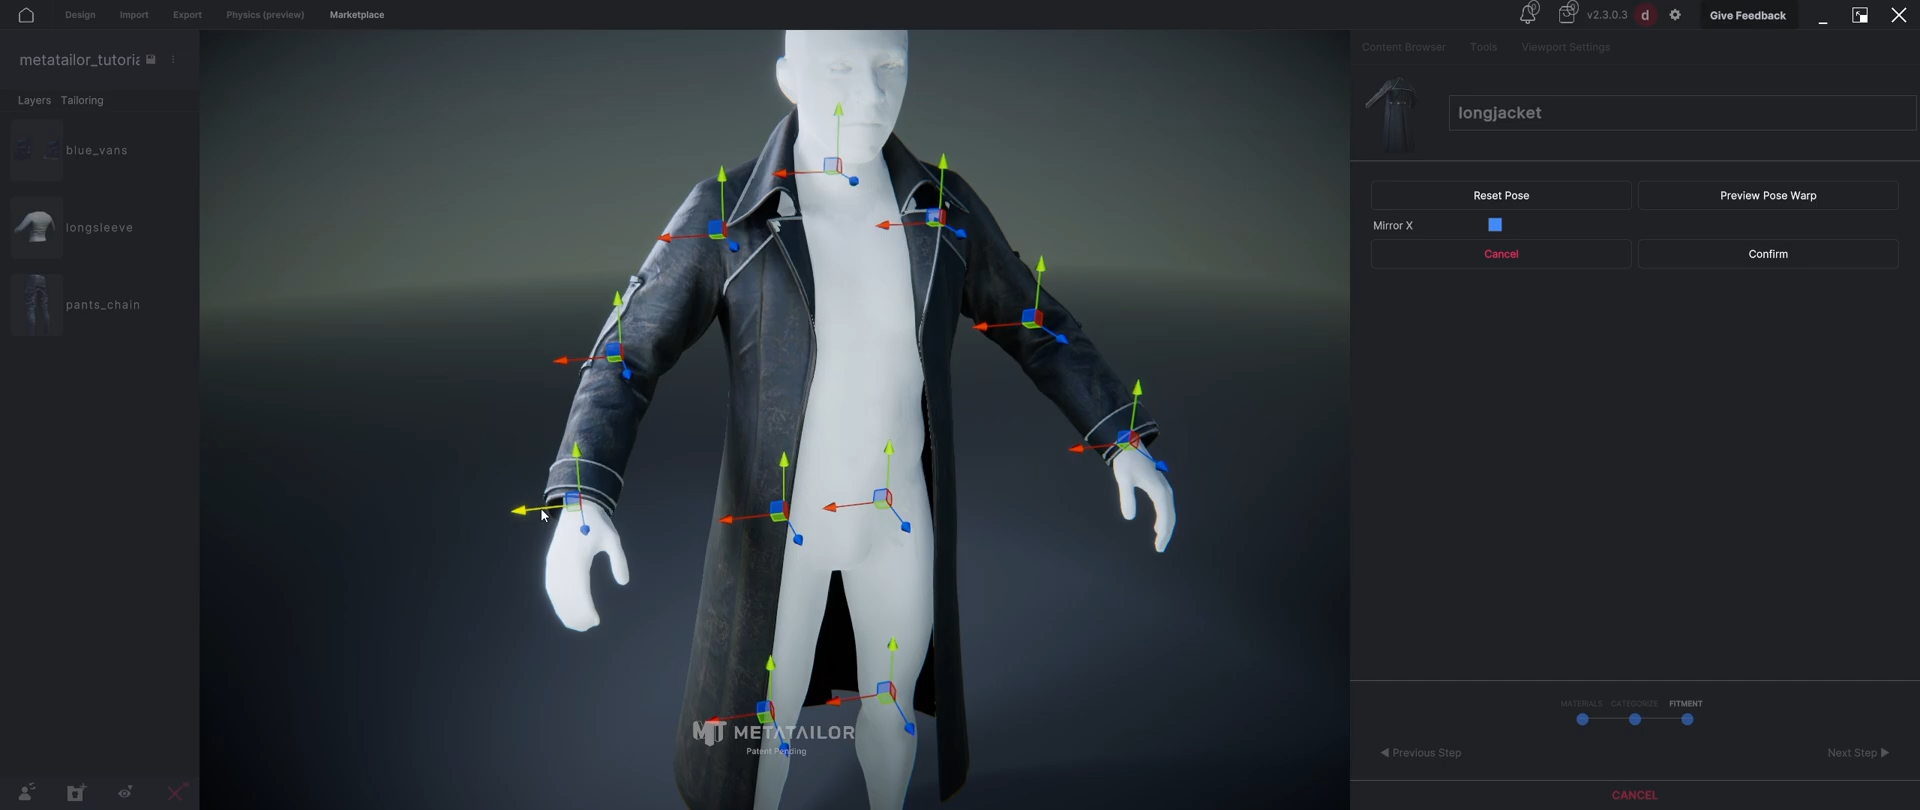 Design Import Export Physics (preview) Marketplace v2.3.0.3 d Give Feedback
metatailor_tutoria
Content Browser Tools Viewport Settings
Layers Tailoring
longjacket
blue_vans
Reset Pose Preview Pose Warp
longsleeve
Mirror X
Cancel Confirm
pants_chain
MATERIALS CATEGORIZE FITMENT
MT METATAILOR
Patent Pending
Previous Step Next Step
CANCEL